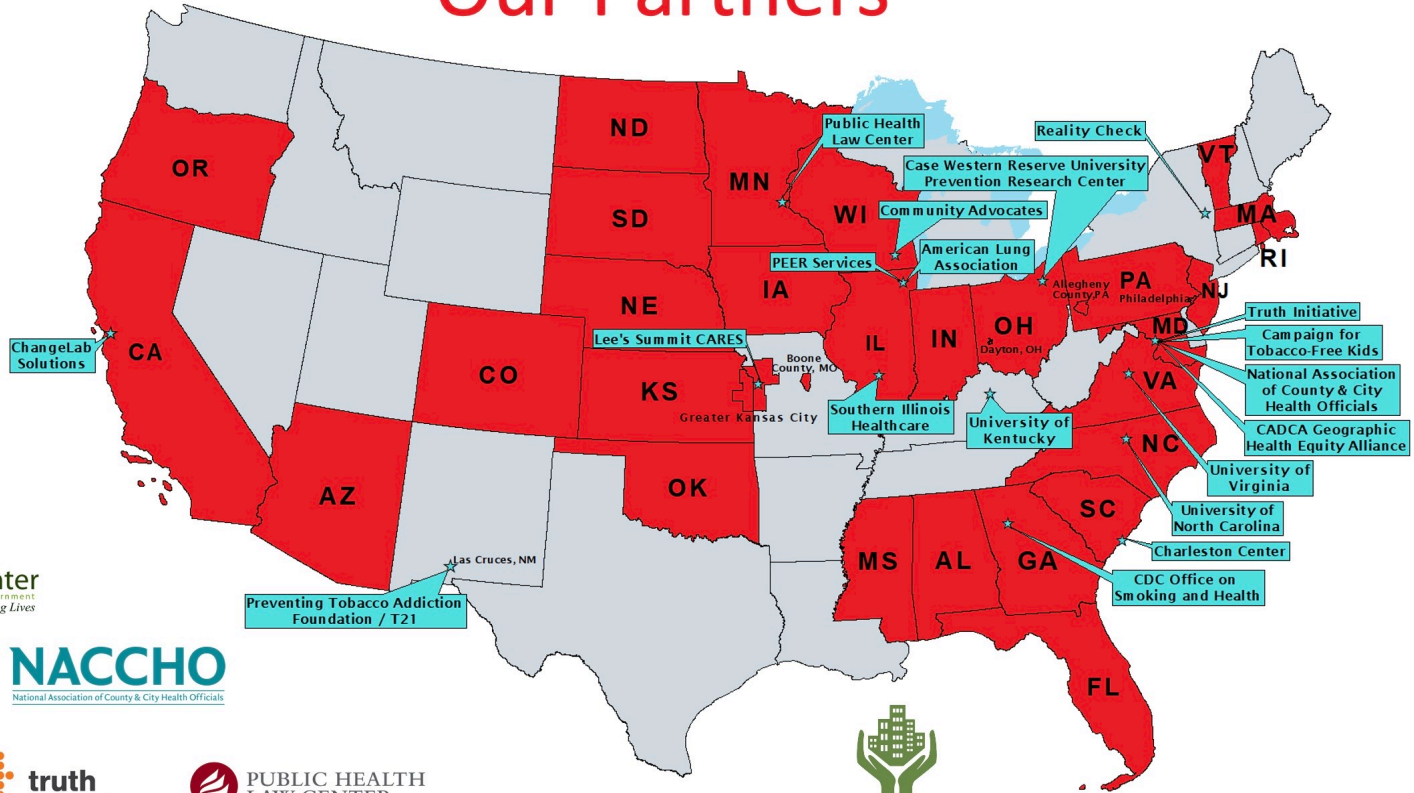 Our Partners
ND
MN
OR
SD
WI
VT
MA
RI
NE
IA
PA
NJ
Allegheny
County,PA
Philadelphia
IL
IN
OH
Dayton, OH
MD
CA
CO
KS
Boone
County, MO
Greater Kansas City
VA
NC
AZ
OK
SC
MS
AL
GA
FL
Las Cruces, NM
Public Health
Law Center
Reality Check
Case Western Reserve University
Prevention Research Center
Community Advocates
American Lung
Association
PEER Services
Lee's Summit CARES
ChangeLab
Solutions
Truth Initiative
Campaign for
Tobacco-Free Kids
National Association
of County & City
Health Officials
CADCA Geographic
Health Equity Alliance
Southern Illinois
Healthcare
University of
Kentucky
University of
Virginia
University of
North Carolina
Charleston Center
CDC Office on
Smoking and Health
Preventing Tobacco Addiction
Foundation / T21
NACCHO
National Association of County & City Health Officials
truth
PUBLIC HEALTH
LAW CENTER